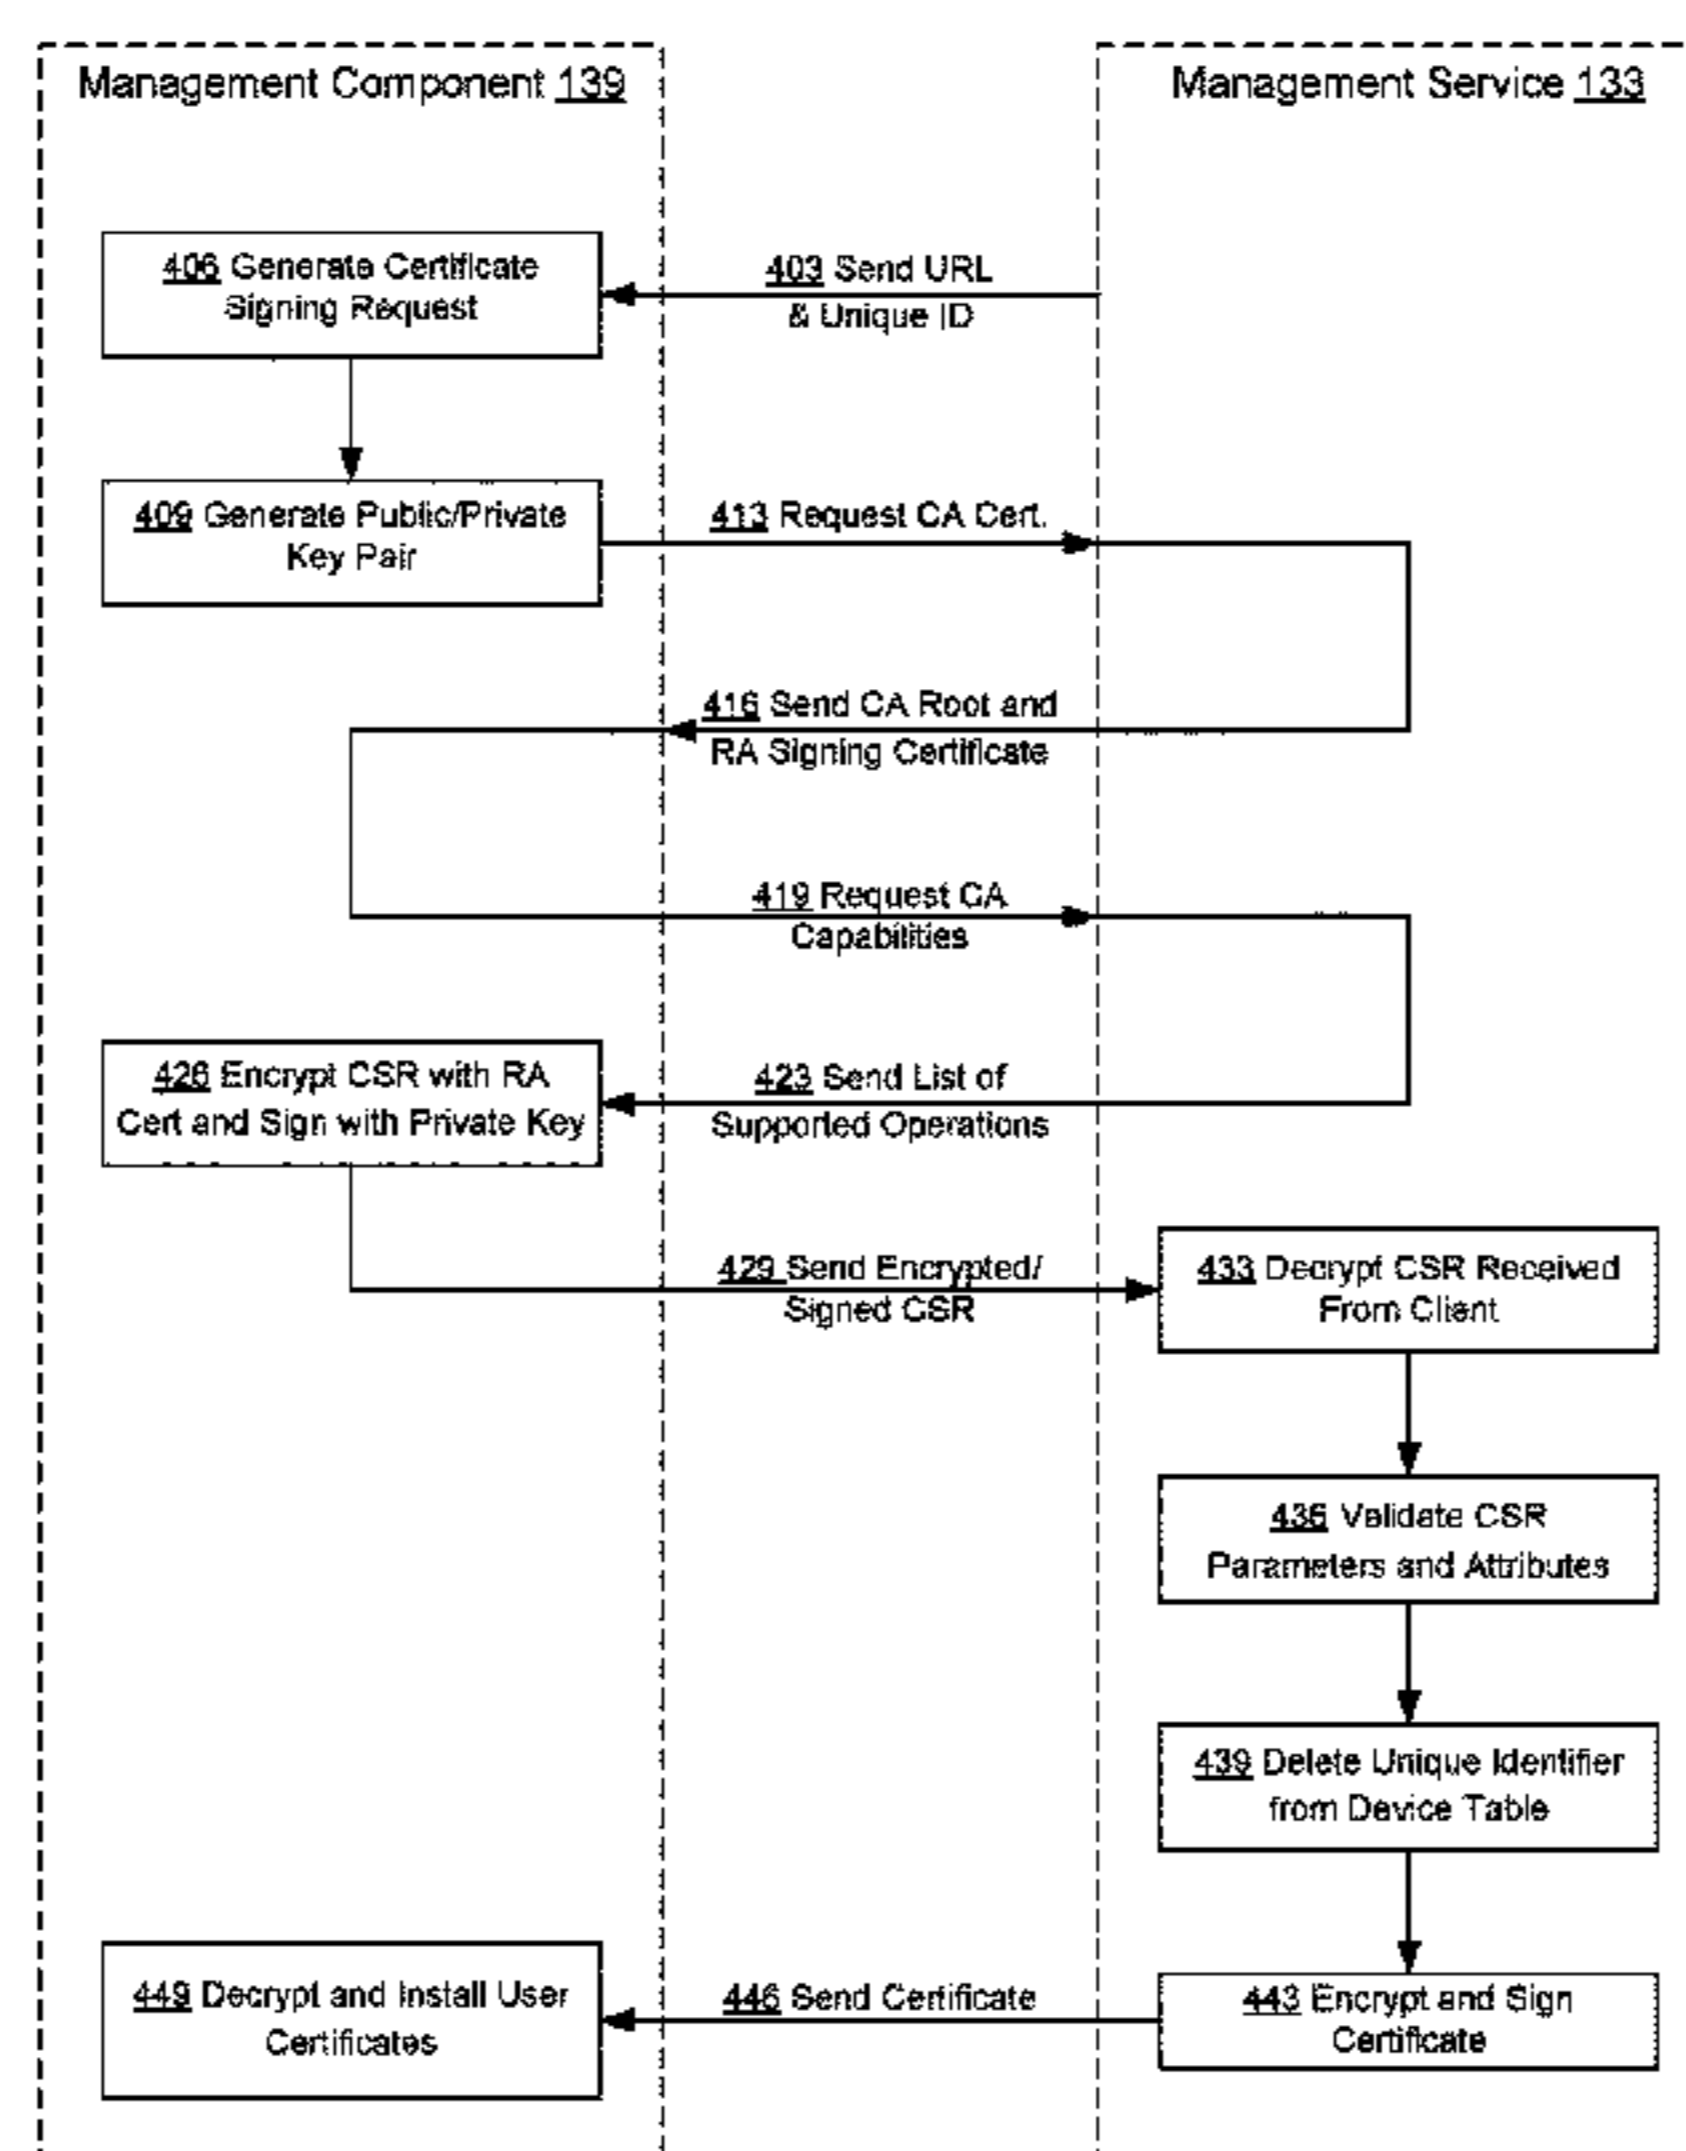 Management Component 139
Management Service 133
406 Generate Certificate
Signing Request
403 Send URL
& Unique ID
409 Generate Public/Private
Key Pair
413 Request CA Cert.
416 Send CA Root and
RA Signing Certificate
419 Request CA
Capabilities
426 Encrypt CSR with RA
Cert and Sign with Private Key
423 Send List of
Supported Operations
429 Send Encrypted/
Signed CSR
433 Decrypt CSR Received
From Client
436 Validate CSR
Parameters and Attributes
439 Delete Unique Identifier
from Device Table
449 Decrypt and Install User
Certificates
446 Send Certificate
443 Encrypt and Sign
Certificate